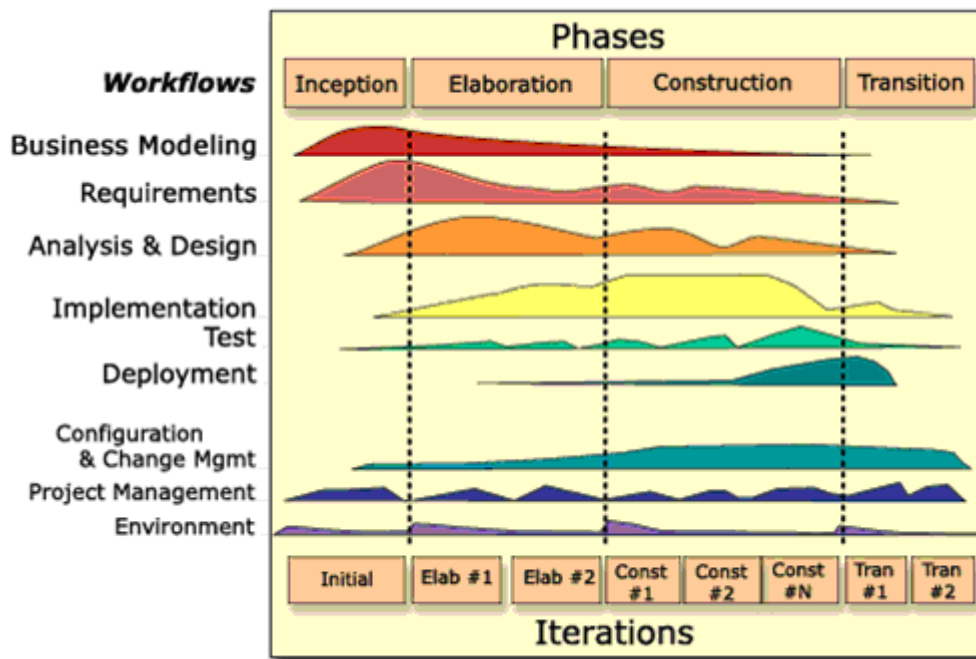 Phases
Workflows
Inception
Elaboration
Construction
Transition
Business Modeling
Requirements
Analysis & Design
Implementation
Test
Deployment
Configuration
& Change Mgmt
Project Management
Environment
Initial
Elab #1
Elab #2
Const
#1
Const
#2
Const
#N
Tran
#1
Tran
#2
Iterations